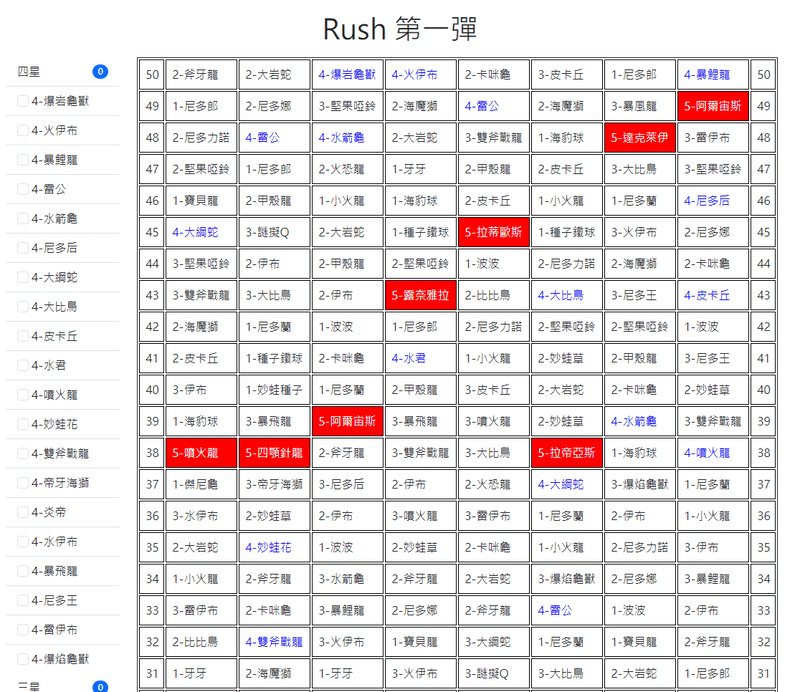 Rush 第一彈
四星 0
4-爆岩龜獸
4-火伊布
4-暴鯉龍
4-雷公
4-水箭龜
4-尼多后
4-大綱蛇
4-大比鳥
4-皮卡丘
4-水君
4-噴火龍
4-妙蛙花
4-雙斧戰龍
4-帝牙海獅
4-炎帝
4-水伊布
4-暴飛龍
4-尼多王
4-雷伊布
4-爆焰龜獸
三星 0
50 2-斧牙龍 2-大岩蛇 4-爆岩龜獸 4-火伊布 2-卡咪龜 3-皮卡丘 1-尼多郎 4-暴鯉龍 50
49 1-尼多郎 2-尼多娜 3-堅果啞鈴 2-海魔獅 4-雷公 2-海魔獅 3-暴風龍 5-阿爾宙斯 49
48 2-尼多力諾 4-雷公 4-水箭龜 2-大岩蛇 3-雙斧戰龍 1-海豹球 5-達克萊伊 3-雷伊布 48
47 2-堅果啞鈴 1-尼多郎 2-火恐龍 1-牙牙 2-甲殼龍 2-皮卡丘 3-大比鳥 3-堅果啞鈴 47
46 1-寶貝龍 2-甲殼龍 1-小火龍 1-海豹球 2-皮卡丘 1-小火龍 1-尼多蘭 4-尼多后 46
45 4-大綱蛇 3-謎擬Q 2-大岩蛇 1-種子鐵球 5-拉蒂歐斯 1-種子鐵球 3-火伊布 2-尼多娜 45
44 3-堅果啞鈴 2-伊布 2-甲殼龍 2-堅果啞鈴 1-波波 2-尼多力諾 2-海魔獅 2-卡咪龜 44
43 3-雙斧戰龍 3-大比鳥 2-伊布 5-露奈雅拉 2-比比鳥 4-大比鳥 3-尼多王 4-皮卡丘 43
42 2-海魔獅 1-尼多蘭 1-波波 1-尼多郎 2-尼多力諾 2-堅果啞鈴 2-堅果啞鈴 1-波波 42
41 2-皮卡丘 1-種子鐵球 2-卡咪龜 4-水君 1-小火龍 2-妙蛙草 2-甲殼龍 3-尼多王 41
40 3-伊布 1-妙蛙種子 1-尼多蘭 2-甲殼龍 3-皮卡丘 2-大岩蛇 2-卡咪龜 2-妙蛙草 40
39 1-海豹球 3-暴飛龍 5-阿爾宙斯 3-暴飛龍 3-噴火龍 2-妙蛙草 4-水箭龜 3-雙斧戰龍 39
38 5-噴火龍 5-四顎針龍 2-斧牙龍 3-雙斧戰龍 3-大比鳥 5-拉帝亞斯 1-海豹球 4-噴火龍 38
37 1-傑尼龜 3-帝牙海獅 3-尼多后 2-伊布 2-火恐龍 4-大綱蛇 3-爆焰龜獸 1-尼多蘭 37
36 3-水伊布 2-妙蛙草 2-伊布 3-噴火龍 3-雷伊布 1-尼多蘭 2-伊布 1-小火龍 36
35 2-大岩蛇 4-妙蛙花 1-波波 2-妙蛙草 2-卡咪龜 1-小火龍 2-尼多力諾 3-伊布 35
34 1-小火龍 2-斧牙龍 3-水箭龜 2-斧牙龍 2-大岩蛇 3-爆焰龜獸 2-尼多娜 3-暴鯉龍 34
33 3-雷伊布 2-卡咪龜 3-暴鯉龍 2-尼多娜 2-斧牙龍 4-雷公 1-波波 2-伊布 33
32 2-比比鳥 4-雙斧戰龍 3-火伊布 1-寶貝龍 3-大綱蛇 1-尼多蘭 1-寶貝龍 2-斧牙龍 32
31 1-牙牙 2-海魔獅 1-牙牙 3-火伊布 3-謎擬Q 3-大比鳥 2-大岩蛇 1-尼多郎 31